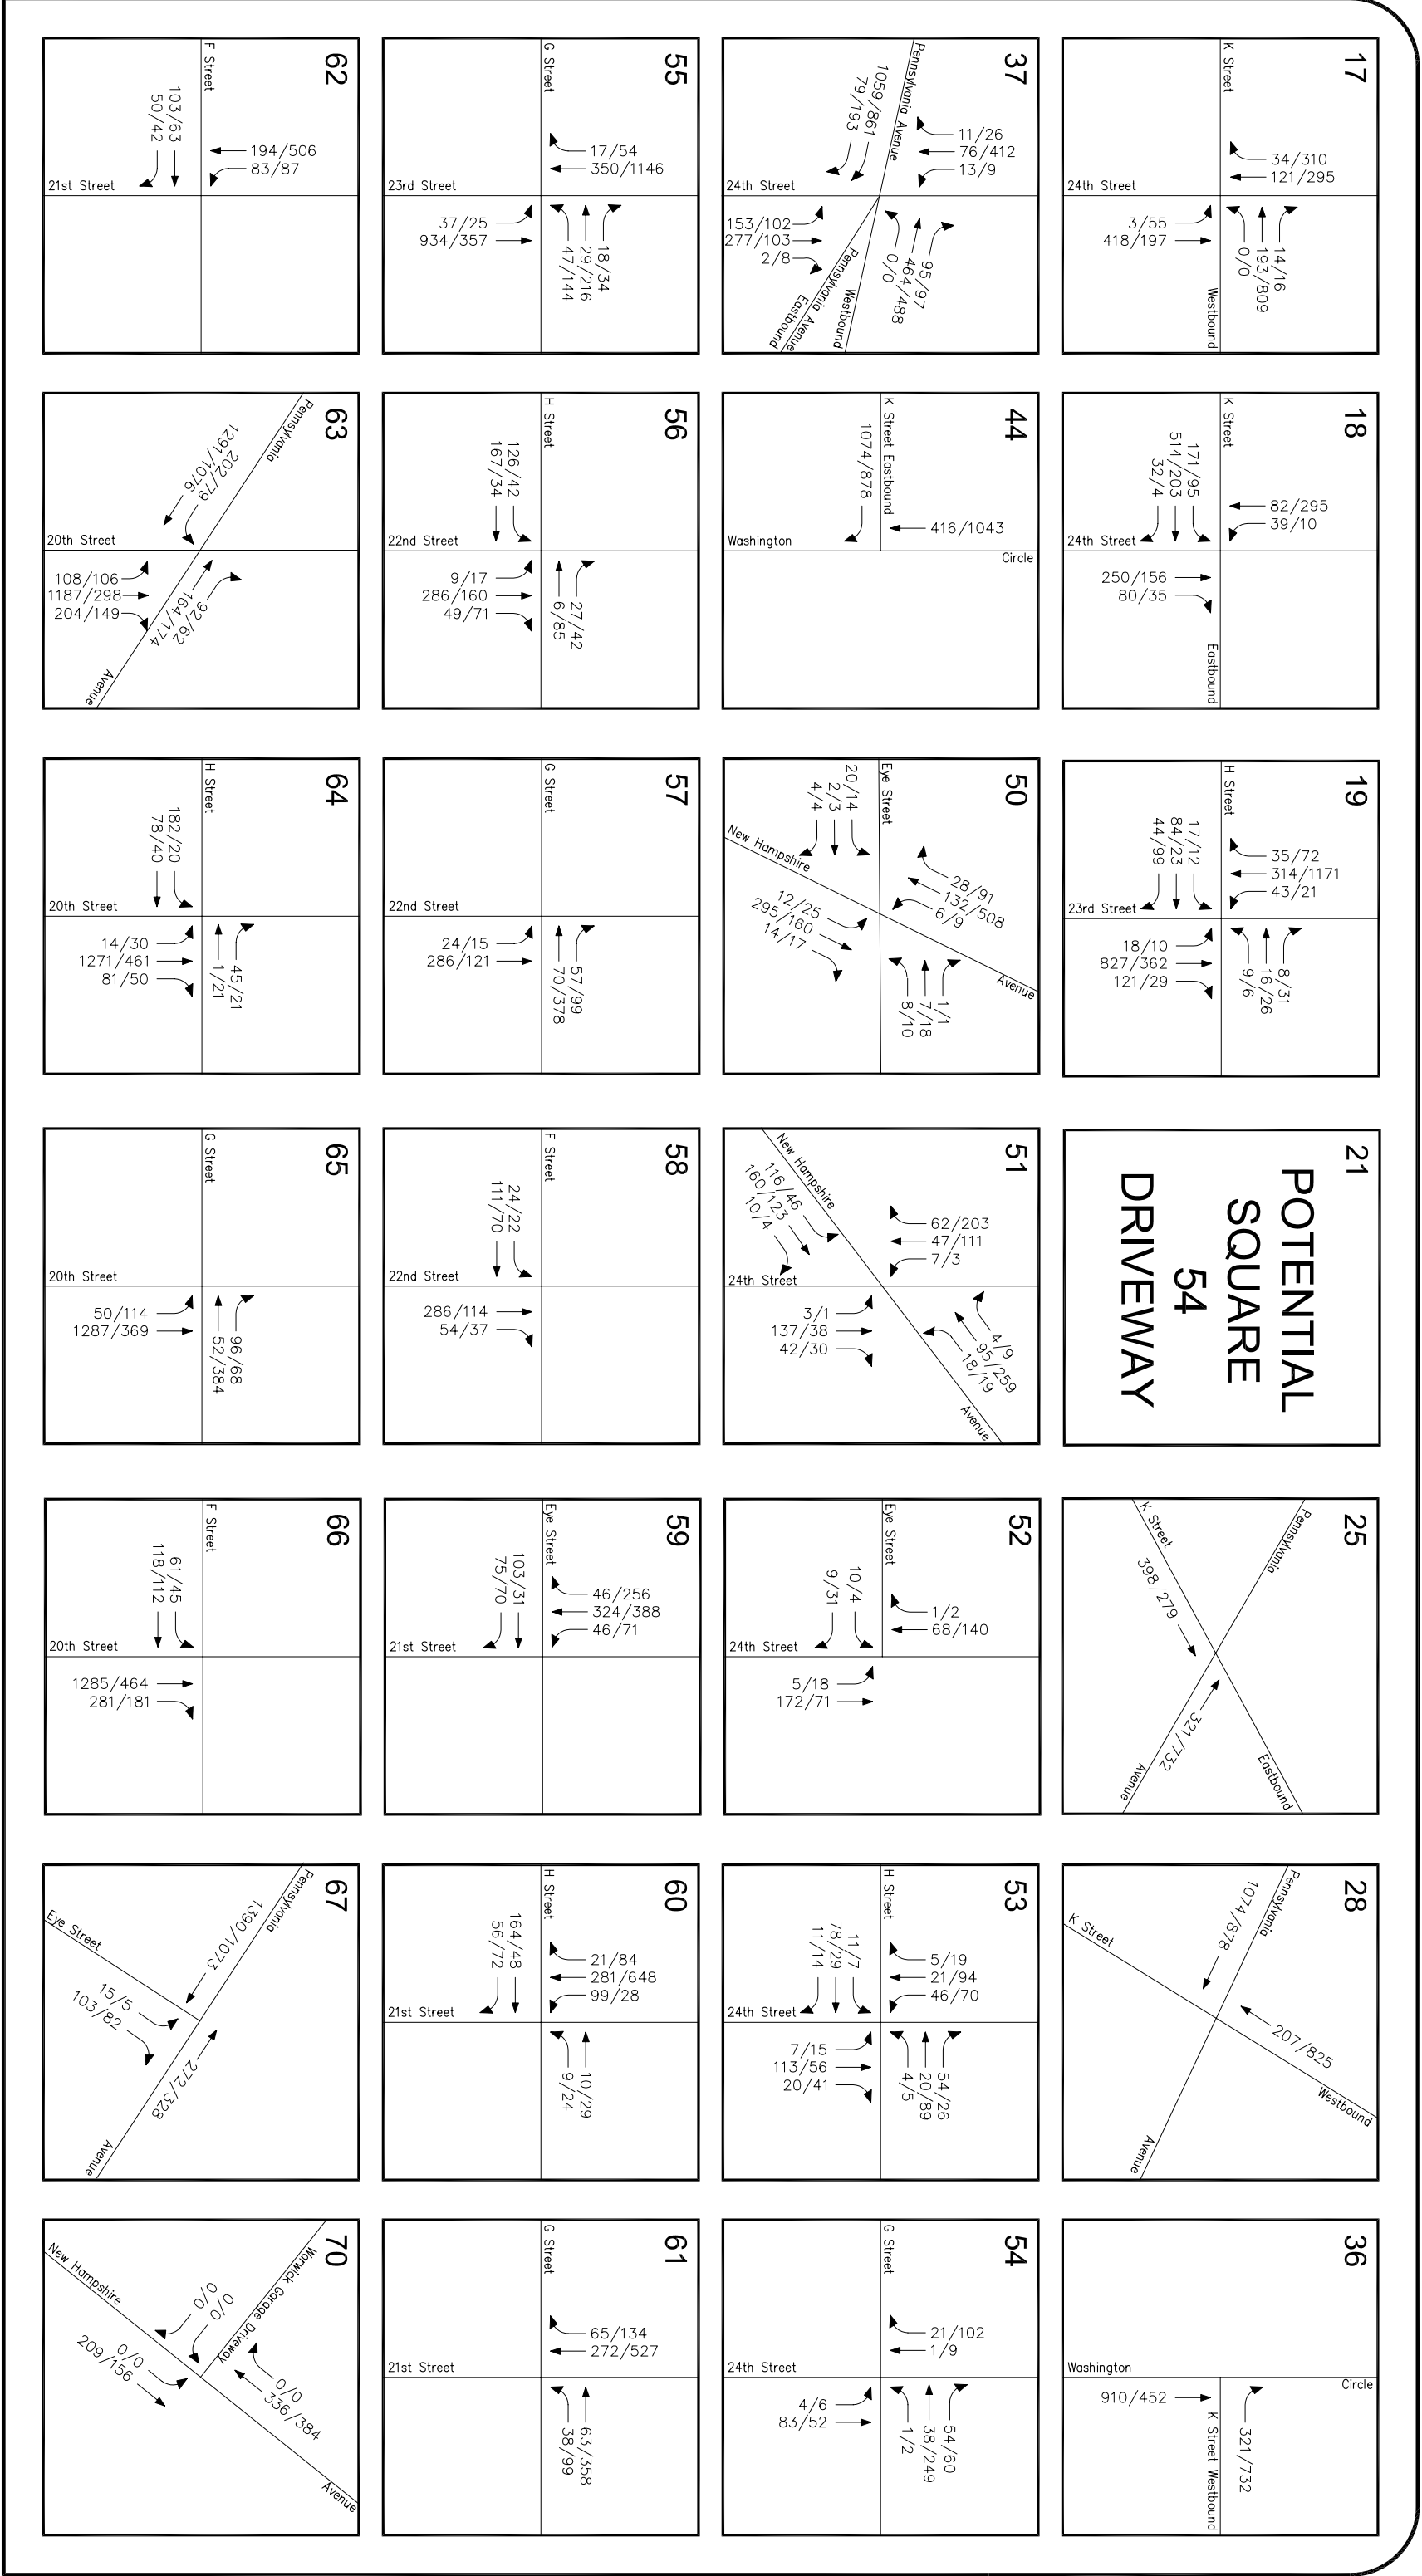 17
K Street
34/310
121/295
24th Street
3/55
418/197
14/16
193/809
0/0
Westbound
18
K Street
171/95
514/203
32/4
82/295
39/10
24th Street
250/156
80/35
Eastbound
19
H Street
17/12
84/23
44/99
35/72
314/1171
43/21
23rd Street
18/10
827/362
121/29
8/31
16/26
9/6
21
POTENTIAL
SQUARE
54
DRIVEWAY
25
Pennsylvania
K Street
398/279
321/732
Avenue
Eastbound
28
Pennsylvania
1074/878
K Street
207/825
Westbound
Avenue
36
Washington
Circle
910/452
321/732
K Street Westbound
37
Pennsylvania Avenue
1059/861
79/193
11/26
76/412
13/9
24th Street
153/102
277/103
2/8
95/97
464/488
0/0
Westbound
Pennsylvania Avenue
Eastbound
44
K Street Eastbound
1074/878
416/1043
Washington
Circle
50
Eye Street
20/14
2/3
4/4
New Hampshire
28/91
132/508
6/9
12/25
295/160
14/17
1/1
7/18
8/10
Avenue
51
New Hampshire
116/46
160/123
10/4
62/203
47/111
7/3
24th Street
3/1
137/38
42/30
4/9
95/259
18/19
Avenue
52
Eye Street
10/4
9/31
1/2
68/140
24th Street
5/18
172/71
53
H Street
11/7
78/29
11/14
5/19
21/94
46/70
24th Street
7/15
113/56
20/41
54/26
20/89
4/5
54
G Street
21/102
1/9
24th Street
4/6
83/52
54/60
38/249
1/2
55
G Street
17/54
350/1146
23rd Street
37/25
934/357
18/34
29/216
47/144
56
H Street
126/42
167/34
22nd Street
9/17
286/160
49/71
27/42
6/85
57
G Street
22nd Street
24/15
286/121
57/99
70/378
58
F Street
24/22
111/70
22nd Street
286/114
54/37
59
Eye Street
103/31
75/70
46/256
324/388
46/71
21st Street
60
H Street
164/48
56/72
21/84
281/648
99/28
21st Street
10/29
9/24
61
G Street
65/134
272/527
21st Street
63/358
38/99
62
F Street
103/63
50/42
194/506
83/87
21st Street
63
Pennsylvania
202/79
1291/1076
20th Street
108/106
1187/298
204/149
92/62
164/174
Avenue
64
H Street
182/20
78/40
20th Street
14/30
1271/461
81/50
45/21
1/21
65
G Street
20th Street
50/114
1287/369
96/68
52/384
66
F Street
61/45
118/112
20th Street
1285/464
281/181
67
Pennsylvania
1390/1073
Eye Street
15/5
103/82
272/328
Avenue
70
Warwick Garage Driveway
New Hampshire
0/0
0/0
0/0
209/156
0/0
336/384
Avenue